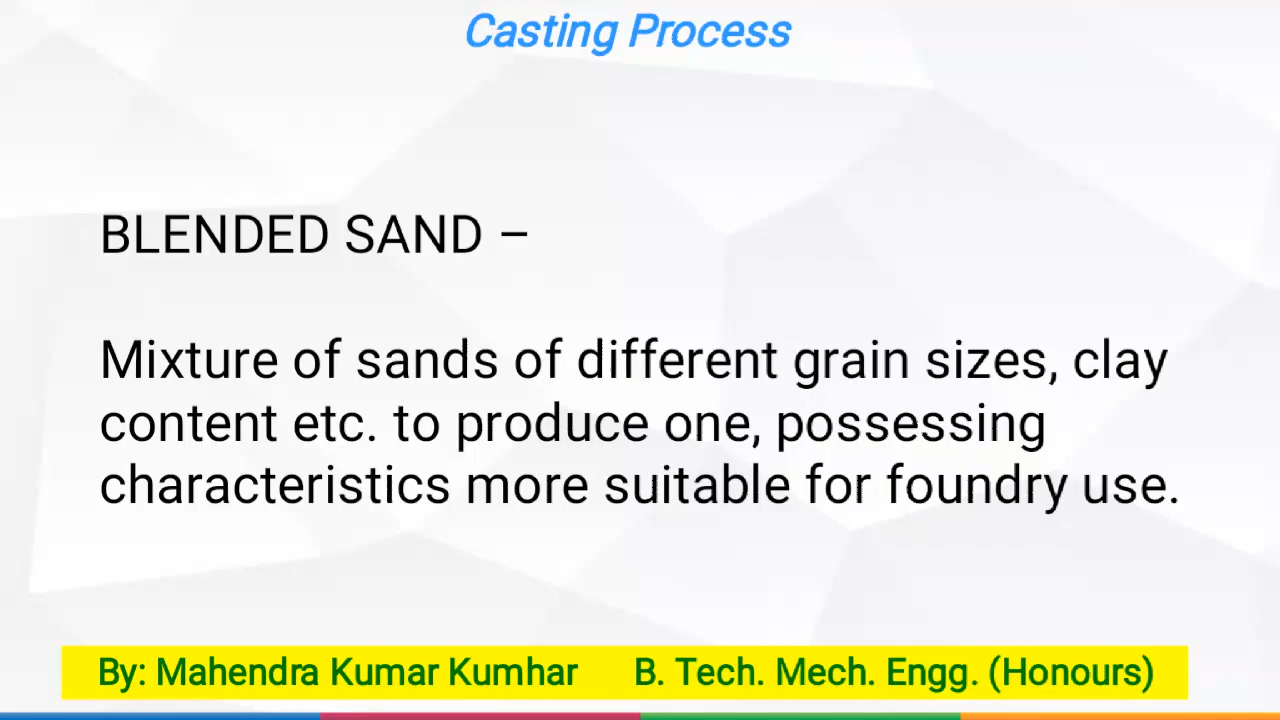 Casting Process
BLENDED SAND –
Mixture of sands of different grain sizes, clay
content etc. to produce one, possessing
characteristics more suitable for foundry use.
By: Mahendra Kumar Kumhar B. Tech. Mech. Engg. (Honours)